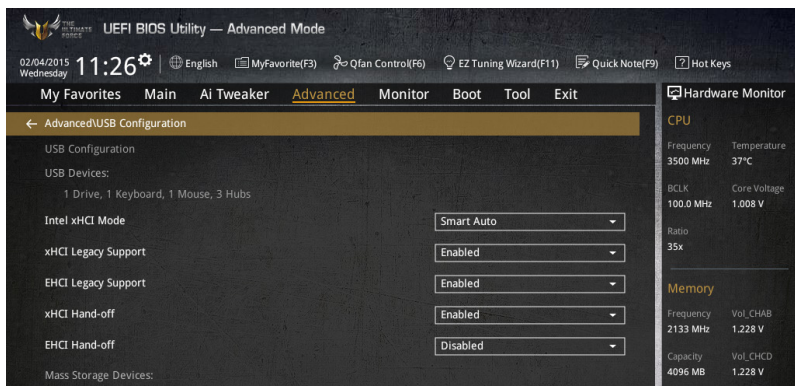 THE ULTIMATE FORCE
UEFI BIOS Utility — Advanced Mode
02/04/2015 Wednesday 11:26 English MyFavorite(F3) Qfan Control(F6) EZ Tuning Wizard(F11) Quick Note(F9) ? Hot Keys
My Favorites Main Ai Tweaker Advanced Monitor Boot Tool Exit
← Advanced\USB Configuration
USB Configuration
USB Devices:
1 Drive, 1 Keyboard, 1 Mouse, 3 Hubs
Intel xHCI Mode Smart Auto
xHCI Legacy Support Enabled
EHCI Legacy Support Enabled
xHCI Hand-off Enabled
EHCI Hand-off Disabled
Mass Storage Devices:
Hardware Monitor
CPU
Frequency Temperature
3500 MHz 37°C
BCLK Core Voltage
100.0 MHz 1.008 V
Ratio
35x
Memory
Frequency Vol_CHAB
2133 MHz 1.228 V
Capacity Vol_CHCD
4096 MB 1.228 V